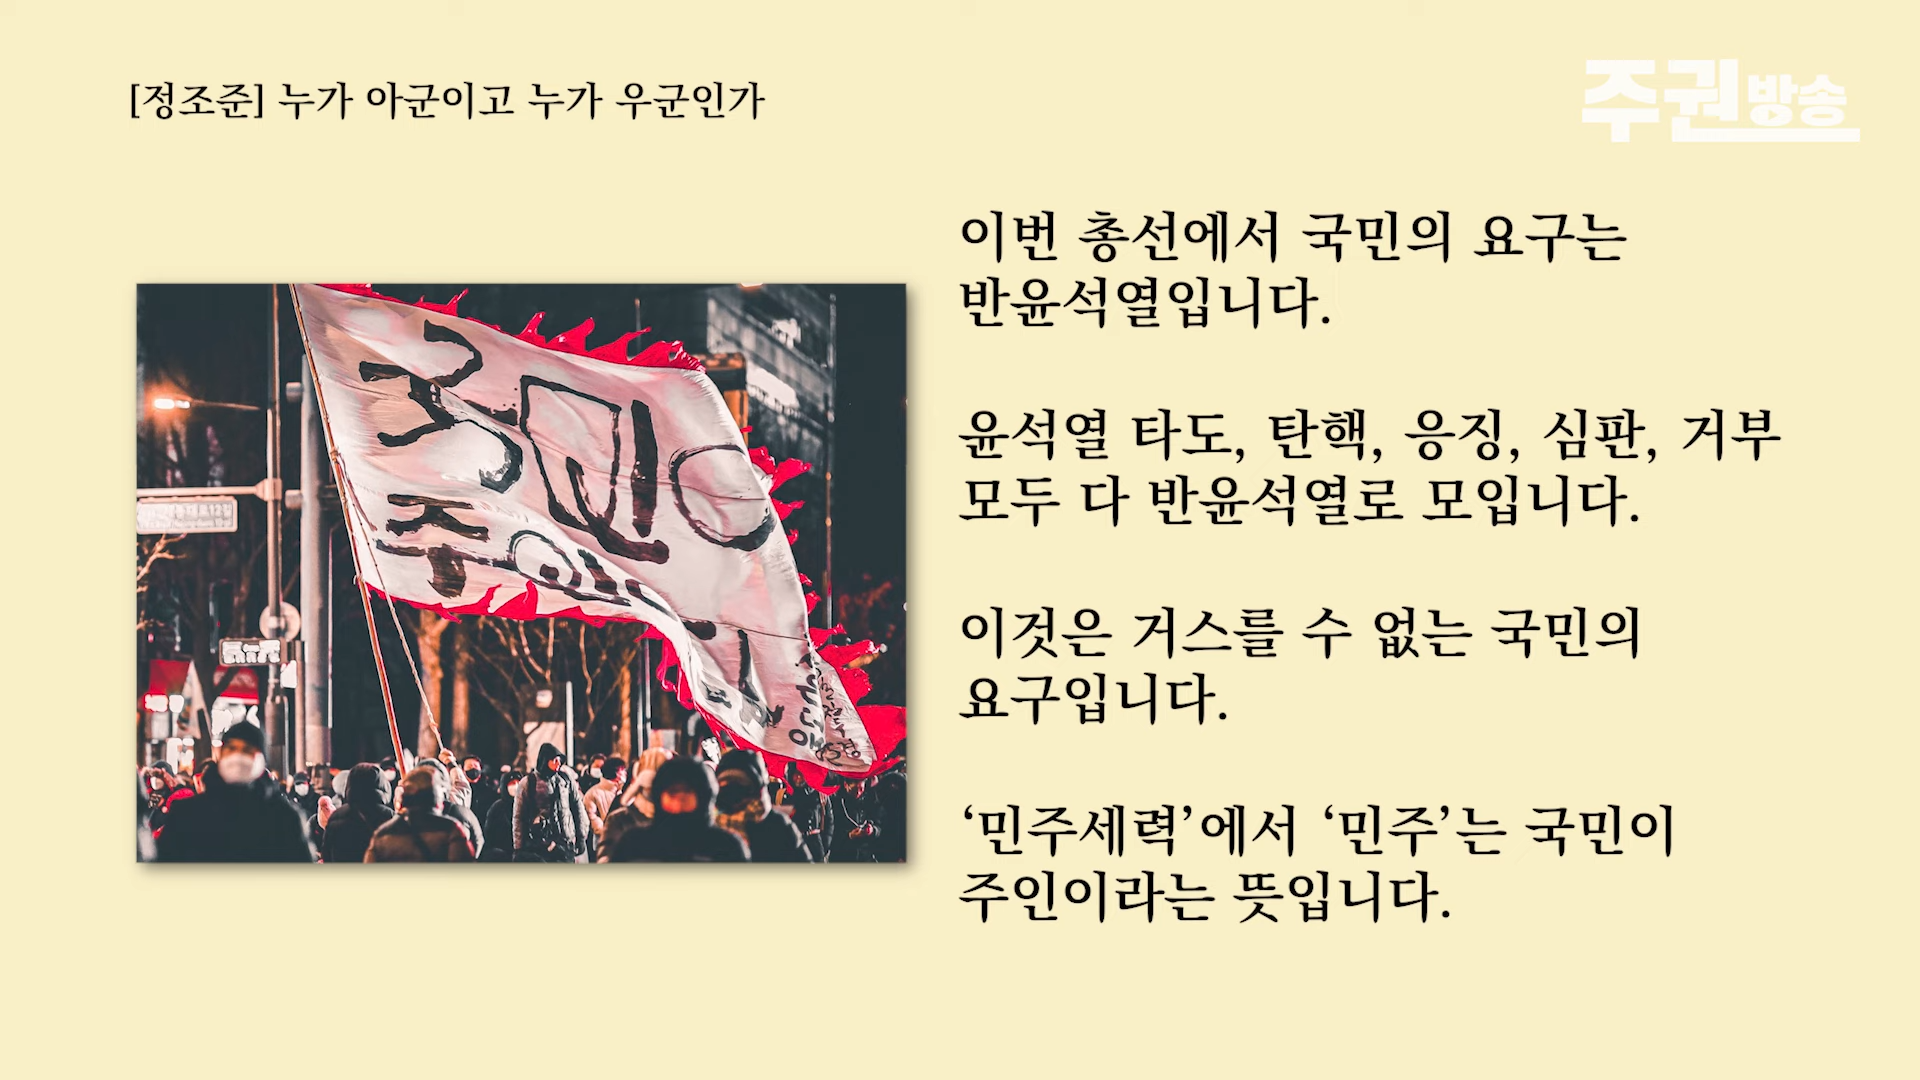 [정조준] 누가 아군이고 누가 우군인가
주권방송
이번 총선에서 국민의 요구는
반윤석열입니다.
윤석열 타도, 탄핵, 응징, 심판, 거부
모두 다 반윤석열로 모입니다.
이것은 거스를 수 없는 국민의
요구입니다.
‘민주세력’에서 ‘민주’는 국민이
주인이라는 뜻입니다.
국민이
주인